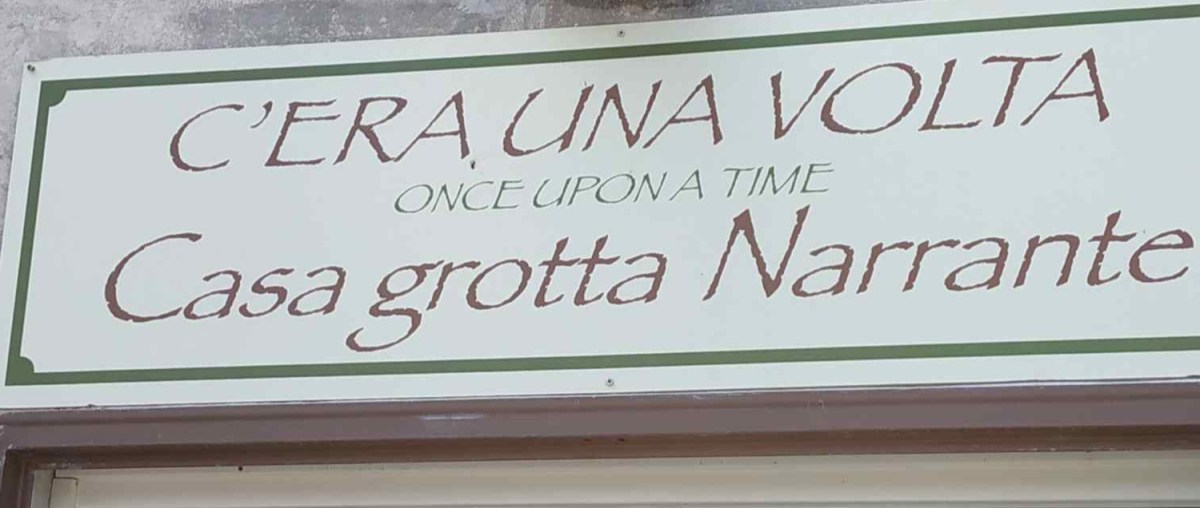 C'ERA UNA VOLTA
ONCE UPON A TIME
Casa grotta Narrante